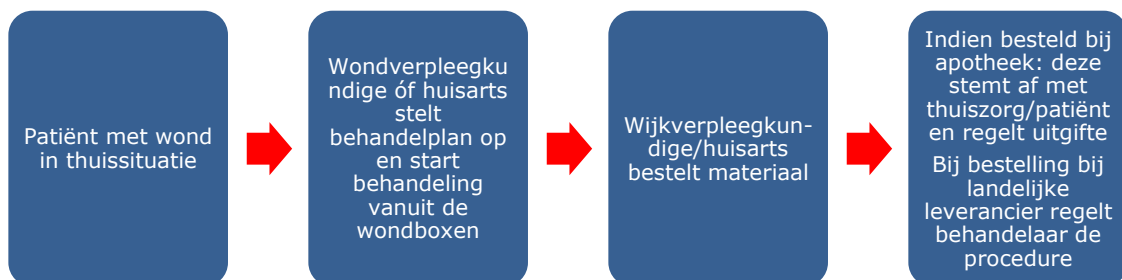 Patiënt met wond
in thuissituatie
Wondverpleegku
ndige óf huisarts
stelt
behandelplan op
en start
behandeling
vanuit de
wondboxen
Wijkverpleegkun-
dige/huisarts
bestelt materiaal
Indien besteld bij
apotheek: deze
stemt af met
thuiszorg/patiënt
en regelt uitgifte
Bij bestelling bij
landelijke
leverancier regelt
behandelaar de
procedure